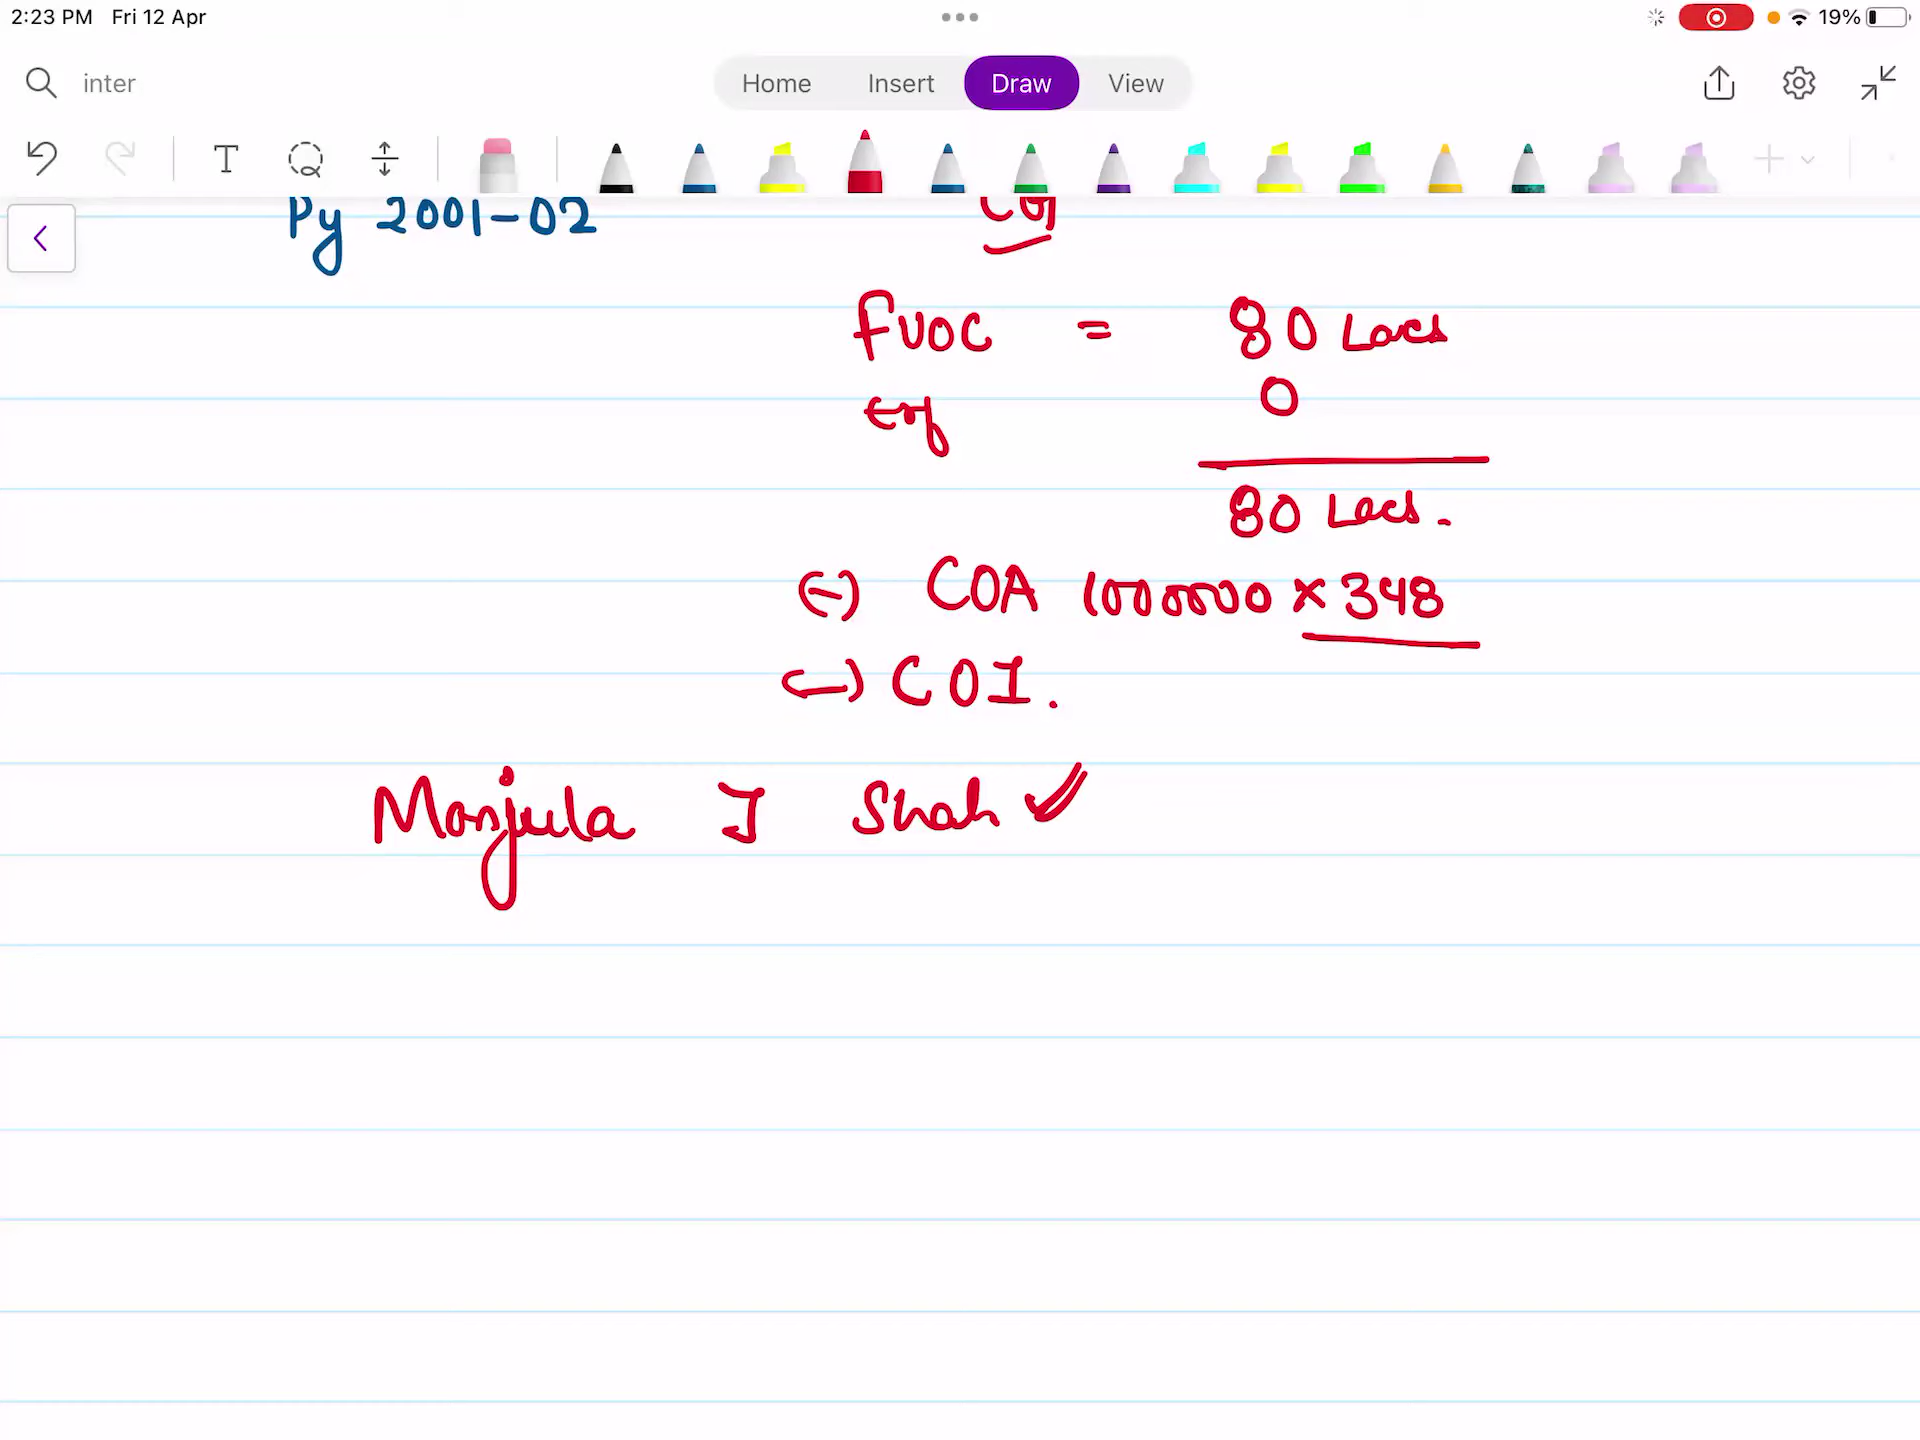 2:23 PM Fri 12 Apr 19%
inter Home Insert Draw View
T
Py 2001-02
FVOC = 80 Lacs
0
80 Lacs.
(-) COA 1000000 × 348
(-) COI.
Manjula J Shah